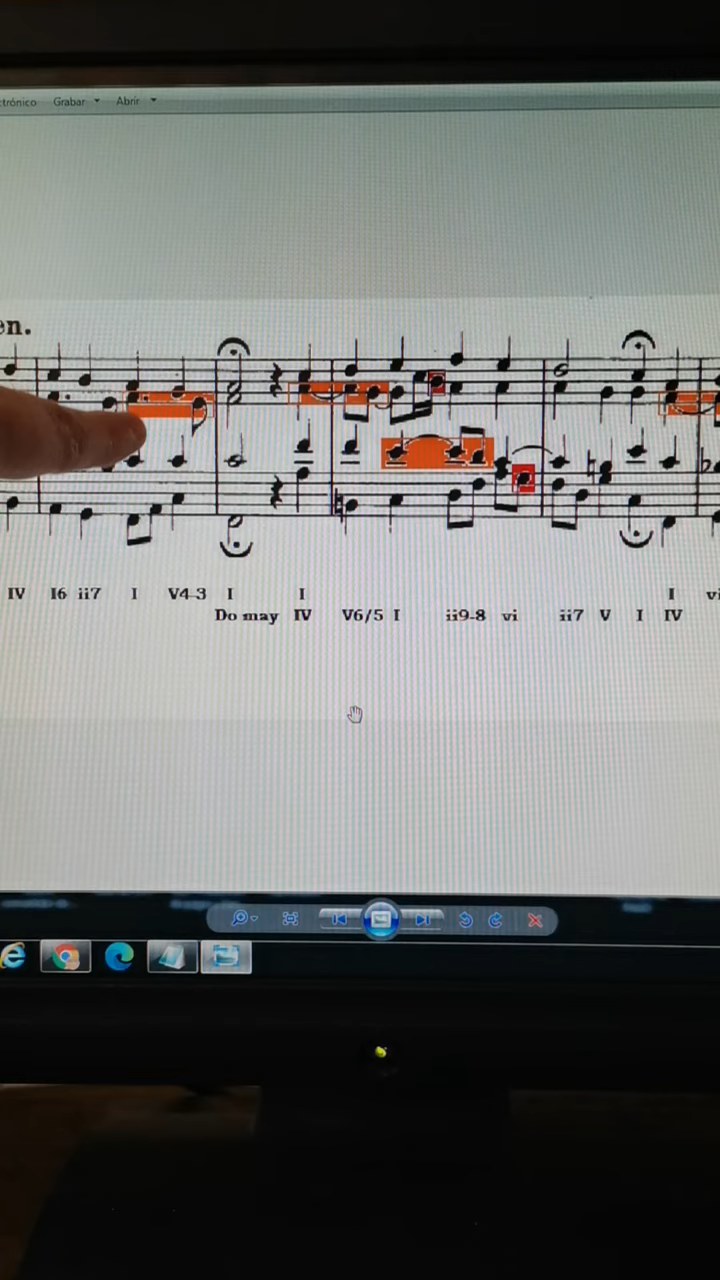 trónico Grabar Abrir
en.
IV I6 ii7 I V4-3 I I I vi
Do may IV V6/5 I ii9-8 vi ii7 V I IV